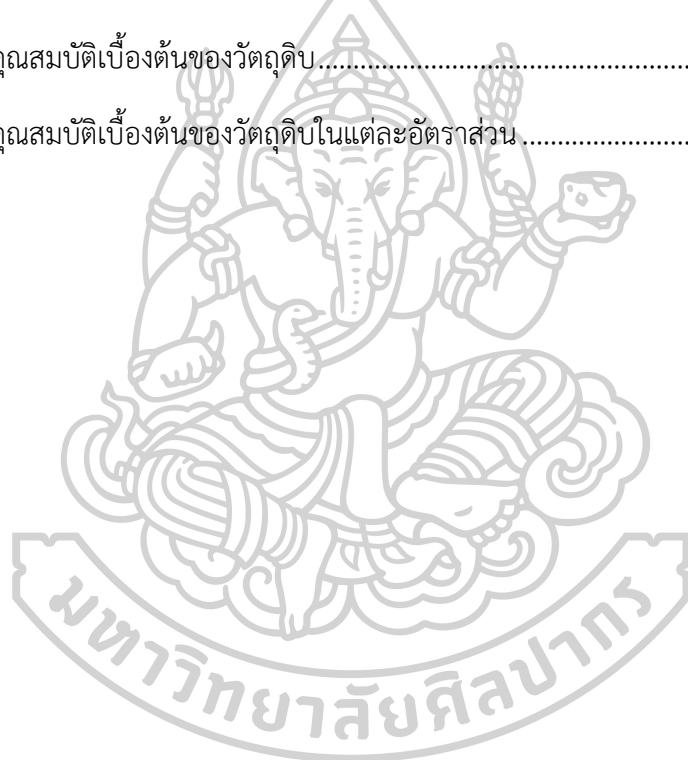 คุณสมบัติเบื้องต้นของวัตถุดิบ.......................................................
คุณสมบัติเบื้องต้นของวัตถุดิบในแต่ละอัตราส่วน........................
มหาวิทยาลัยศิลปากร